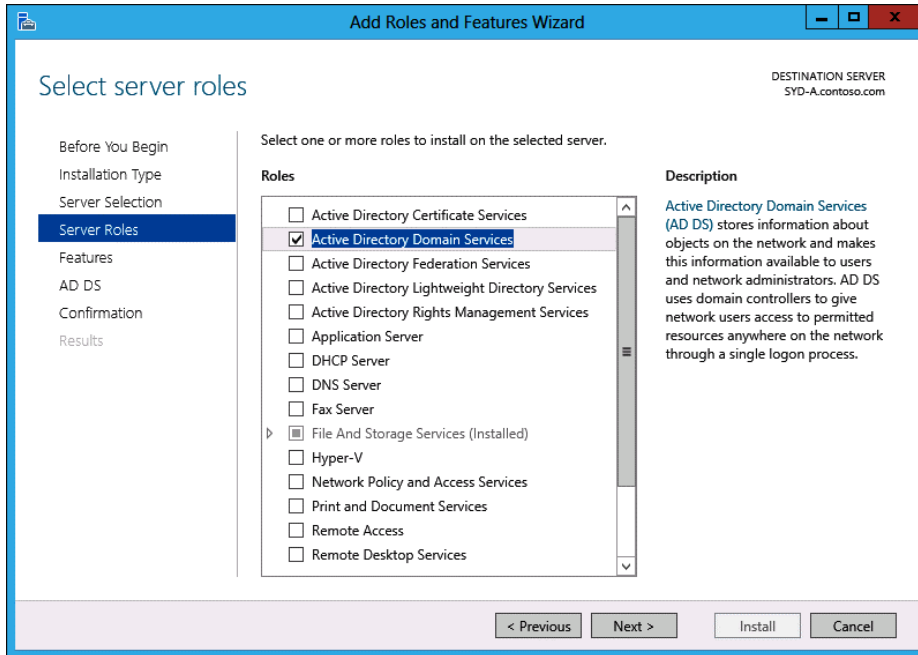 Add Roles and Features Wizard
Select server roles
DESTINATION SERVER
SYD-A.contoso.com
Before You Begin
Installation Type
Server Selection
Server Roles
Features
AD DS
Confirmation
Results
Select one or more roles to install on the selected server.
Roles
Active Directory Certificate Services
Active Directory Domain Services
Active Directory Federation Services
Active Directory Lightweight Directory Services
Active Directory Rights Management Services
Application Server
DHCP Server
DNS Server
Fax Server
File And Storage Services (Installed)
Hyper-V
Network Policy and Access Services
Print and Document Services
Remote Access
Remote Desktop Services
Description
Active Directory Domain Services
(AD DS) stores information about
objects on the network and makes
this information available to users
and network administrators. AD DS
uses domain controllers to give
network users access to permitted
resources anywhere on the network
through a single logon process.
< Previous
Next >
Install
Cancel